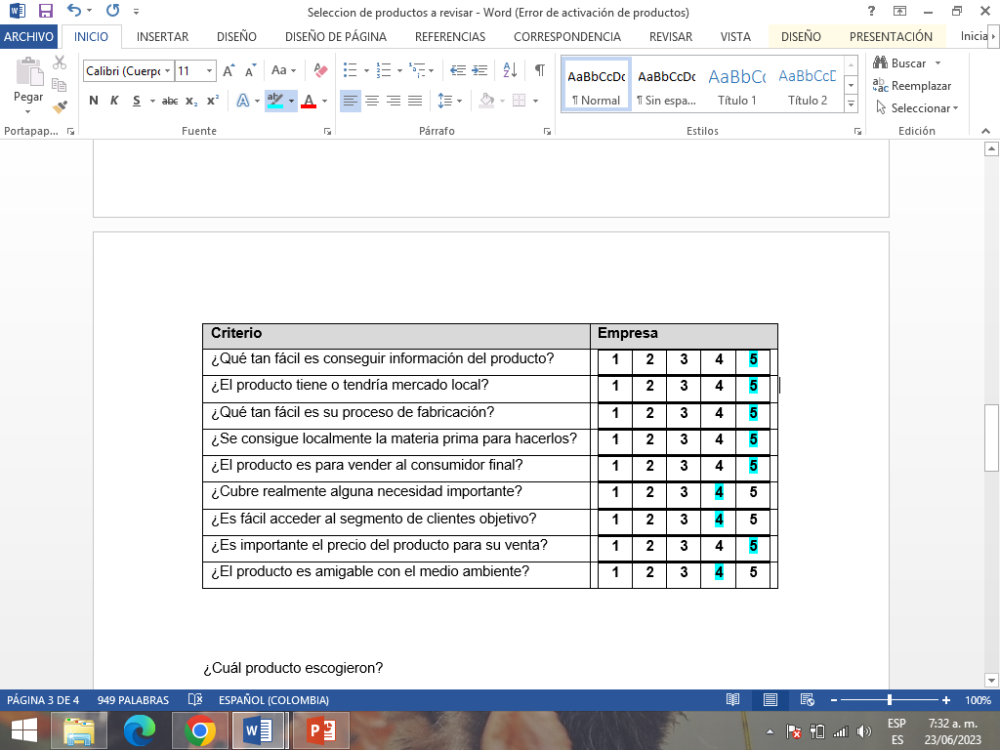 Seleccion de productos a revisar - Word (Error de activación de productos)
ARCHIVO INICIO INSERTAR DISEÑO DISEÑO DE PÁGINA REFERENCIAS CORRESPONDENCIA REVISAR VISTA DISEÑO PRESENTACIÓN Inicia
Pegar
Portapap...
Calibri (Cuerpo 11
Aa
N K S abc x₂ x² A ab A
Fuente
Párrafo
AaBbCcDc AaBbCcDc AaBbCc AaBbCcE
¶ Normal ¶ Sin espa... Título 1 Título 2
Estilos
Buscar
Reemplazar
Seleccionar
Edición
Criterio Empresa
¿Qué tan fácil es conseguir información del producto? 1 2 3 4 5
¿El producto tiene o tendría mercado local? 1 2 3 4 5
¿Qué tan fácil es su proceso de fabricación? 1 2 3 4 5
¿Se consigue localmente la materia prima para hacerlos? 1 2 3 4 5
¿El producto es para vender al consumidor final? 1 2 3 4 5
¿Cubre realmente alguna necesidad importante? 1 2 3 4 5
¿Es fácil acceder al segmento de clientes objetivo? 1 2 3 4 5
¿Es importante el precio del producto para su venta? 1 2 3 4 5
¿El producto es amigable con el medio ambiente? 1 2 3 4 5
¿Cuál producto escogieron?
PÁGINA 3 DE 4 949 PALABRAS ESPAÑOL (COLOMBIA) 100%
ESP 7:32 a. m.
ES 23/06/2023